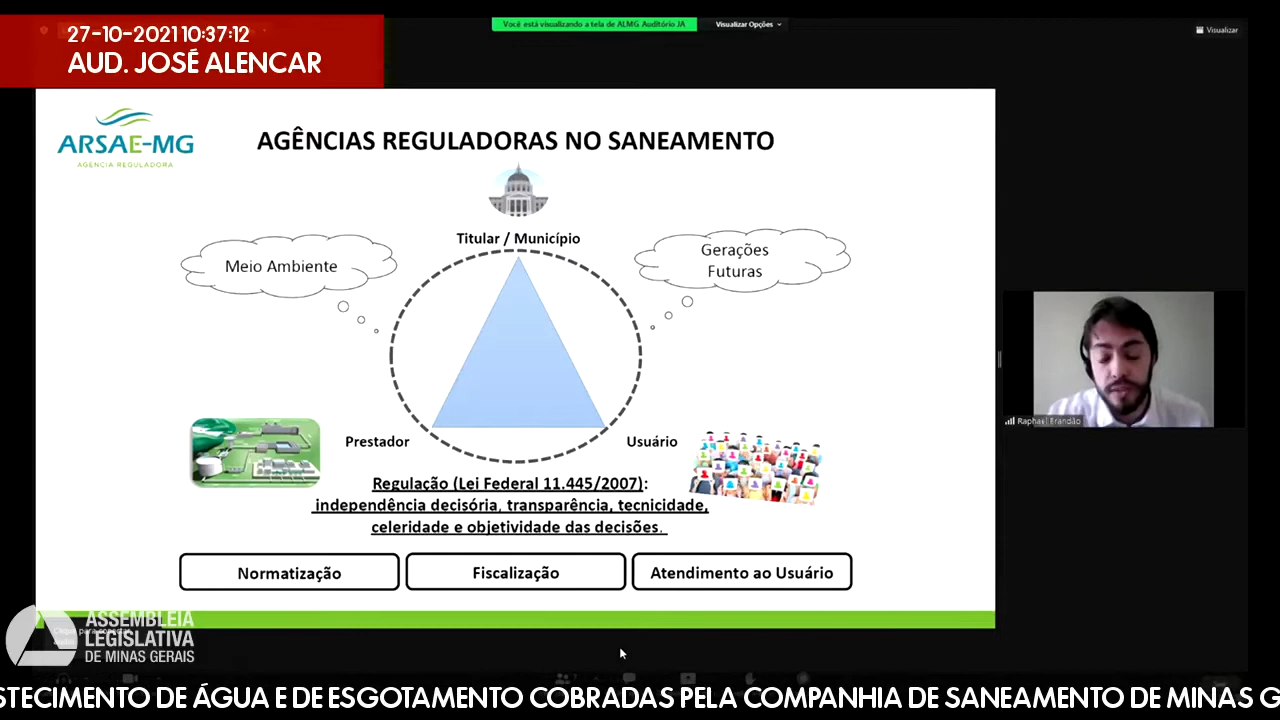 27-10-2021 10:37:12
AUD. JOSÉ ALENCAR
Você está visualizando a tela de ALMG Auditório JA
Visualizar Opções
Visualizar
ARSAE-MG
AGENCIA REGULADORA
AGÊNCIAS REGULADORAS NO SANEAMENTO
Titular / Município
Meio Ambiente
Gerações
Futuras
Prestador
Usuário
Regulação (Lei Federal 11.445/2007):
independência decisória, transparência, tecnicidade,
celeridade e objetividade das decisões.
Normatização
Fiscalização
Atendimento ao Usuário
Raphael Brandão
ASSEMBLEIA
LEGISLATIVA
DE MINAS GERAIS
STECIMENTO DE ÁGUA E DE ESGOTAMENTO COBRADAS PELA COMPANHIA DE SANEAMENTO DE MINAS G